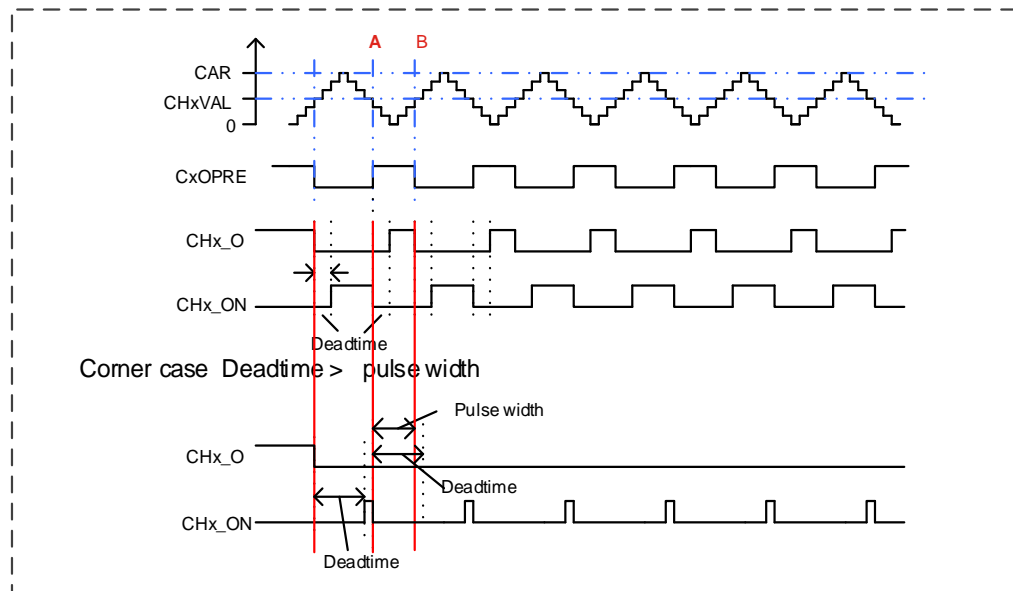 A B
CAR
CHxVAL
0
CxOPRE
CHx_O
CHx_ON
Deadtime
Corner case Deadtime > pulse width
Pulse width
CHx_O
Deadtime
CHx_ON
Deadtime